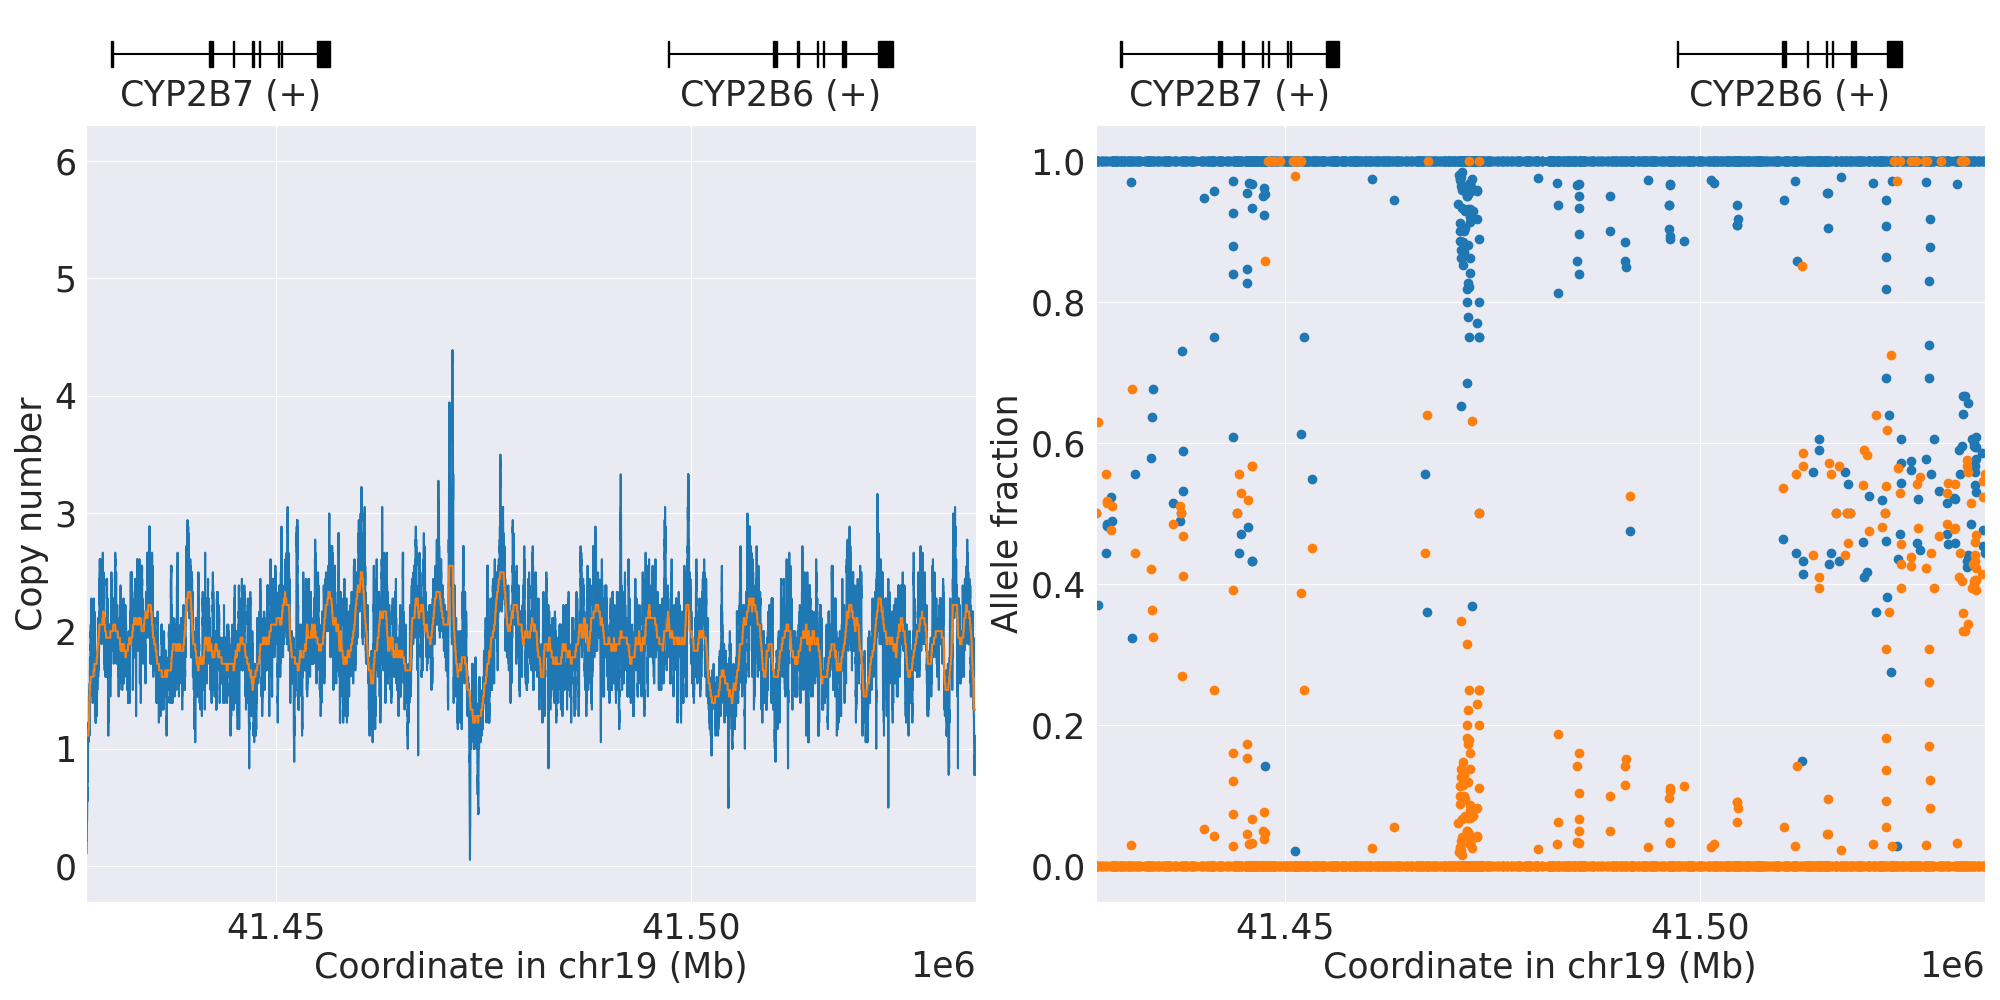 CYP2B7 (+) CYP2B6 (+)
6
5
4
3
2
1
0
Copy number
41.45 41.50
Coordinate in chr19 (Mb) 1e6
CYP2B7 (+) CYP2B6 (+)
1.0
0.8
0.6
0.4
0.2
0.0
Allele fraction
41.45 41.50
Coordinate in chr19 (Mb) 1e6